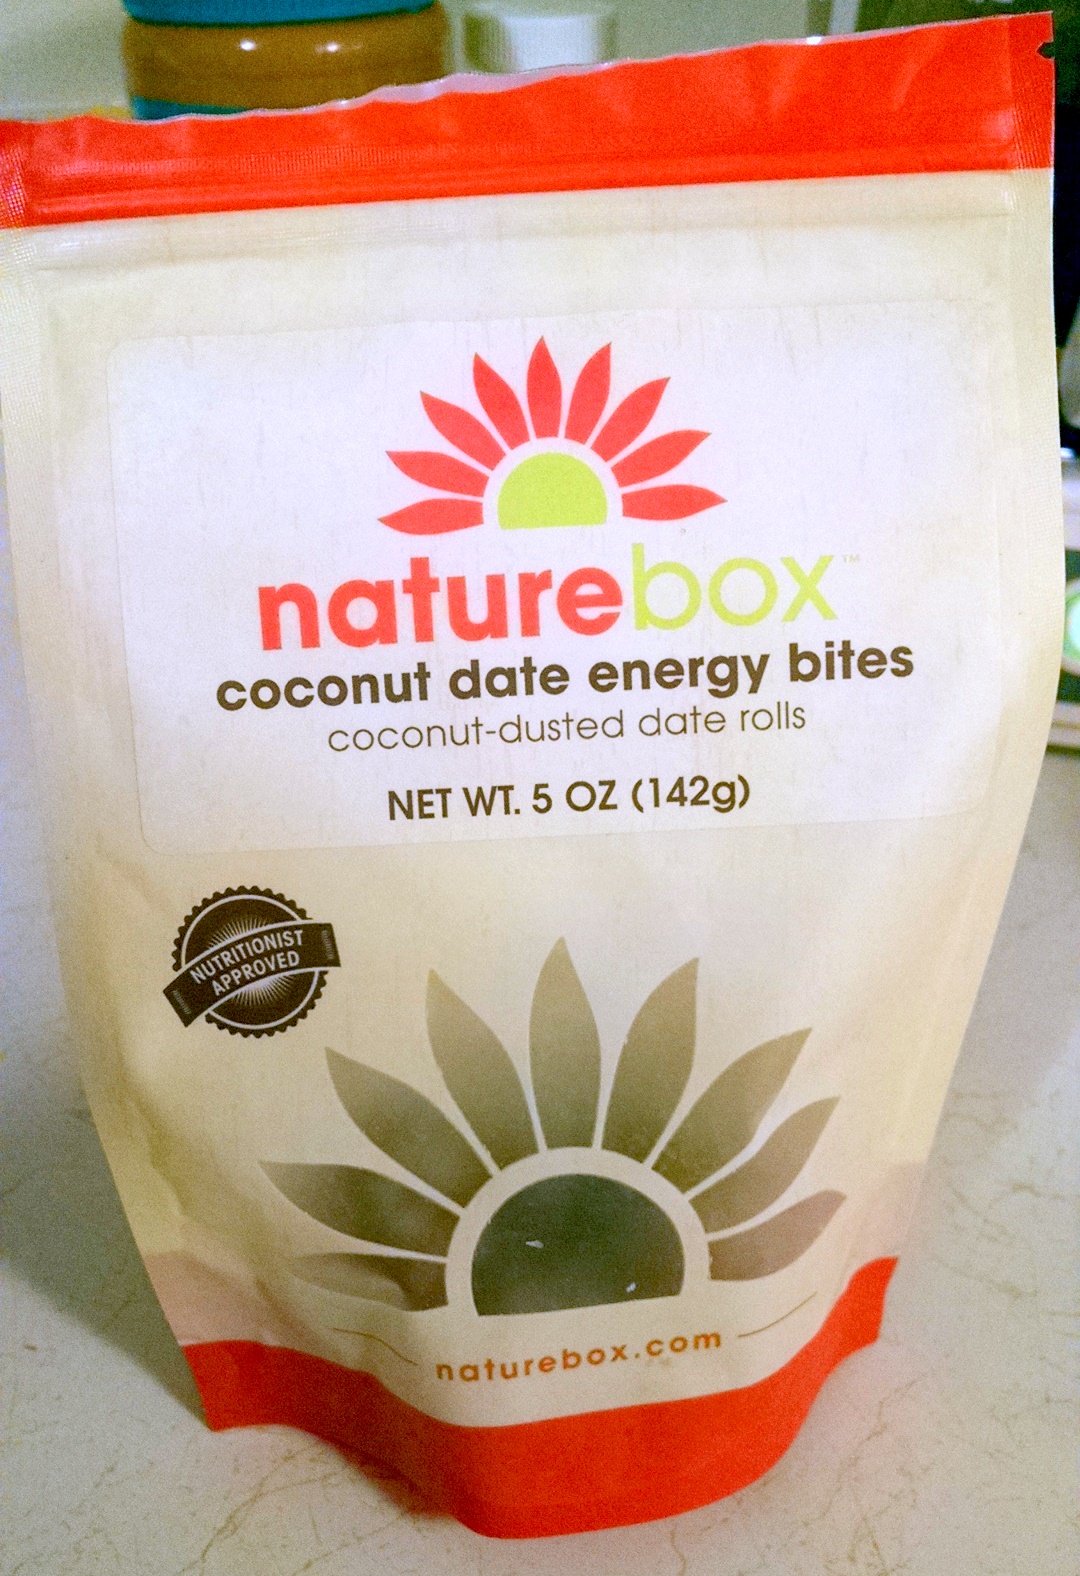 naturebox™
coconut date energy bites
coconut-dusted date rolls
NET WT. 5 OZ (142g)
NUTRITIONIST
APPROVED
naturebox.com